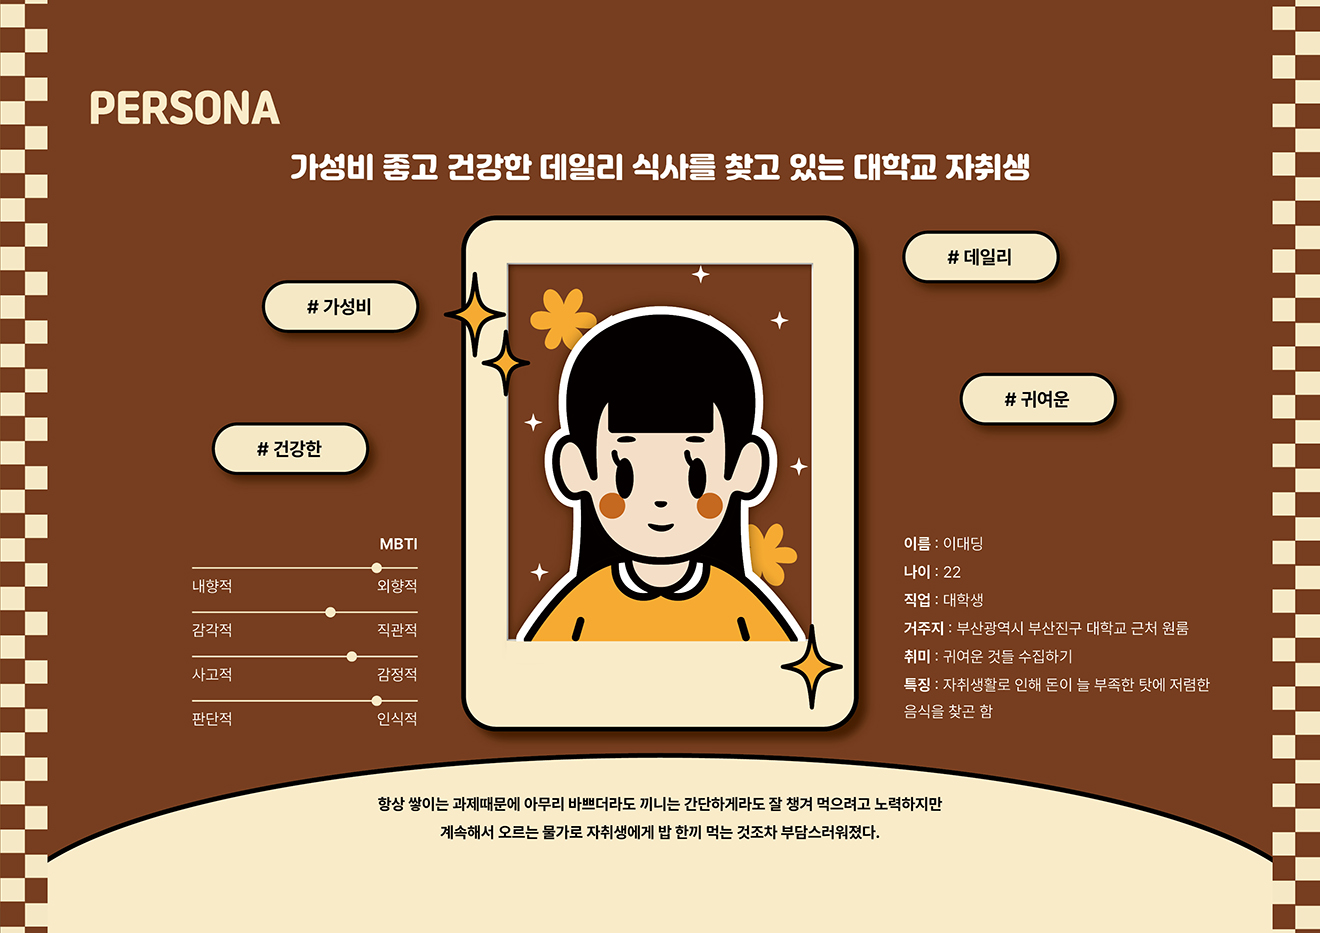 PERSONA
가성비 좋고 건강한 데일리 식사를 찾고 있는 대학교 자취생
# 가성비
# 건강한
# 데일리
# 귀여운
MBTI
내향적 외향적
감각적 직관적
사고적 감정적
판단적 인식적
이름 : 이대딩
나이 : 22
직업 : 대학생
거주지 : 부산광역시 부산진구 대학교 근처 원룸
취미 : 귀여운 것들 수집하기
특징 : 자취생활로 인해 돈이 늘 부족한 탓에 저렴한
음식을 찾곤 함
항상 쌓이는 과제때문에 아무리 바쁘더라도 끼니는 간단하게라도 잘 챙겨 먹으려고 노력하지만
계속해서 오르는 물가로 자취생에게 밥 한끼 먹는 것조차 부담스러워졌다.